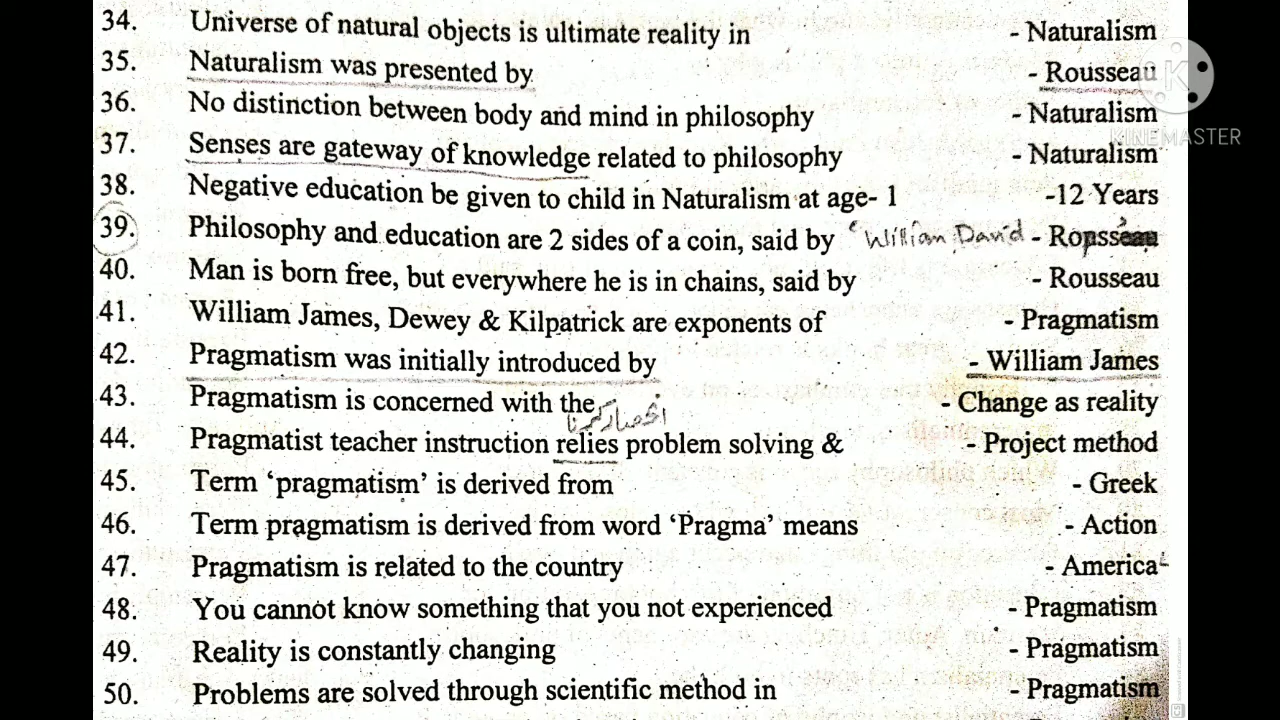 34. Universe of natural objects is ultimate reality in - Naturalism
35. Naturalism was presented by - Rousseau
KINEMASTER
36. No distinction between body and mind in philosophy - Naturalism
37. Senses are gateway of knowledge related to philosophy - Naturalism
38. Negative education be given to child in Naturalism at age- 1 -12 Years
39. Philosophy and education are 2 sides of a coin, said by William David -
40. Man is born free, but everywhere he is in chains, said by - Rousseau
41. William James, Dewey & Kilpatrick are exponents of - Pragmatism
42. Pragmatism was initially introduced by - William James
43. Pragmatism is concerned with the - Change as reality
انحصار کرنا
44. Pragmatist teacher instruction relies problem solving & - Project method
45. Term ‘pragmatism’ is derived from - Greek
46. Term pragmatism is derived from word ‘Pragma’ means - Action
47. Pragmatism is related to the country - America
48. You cannot know something that you not experienced - Pragmatism
49. Reality is constantly changing - Pragmatism
50. Problems are solved through scientific method in - Pragmatism